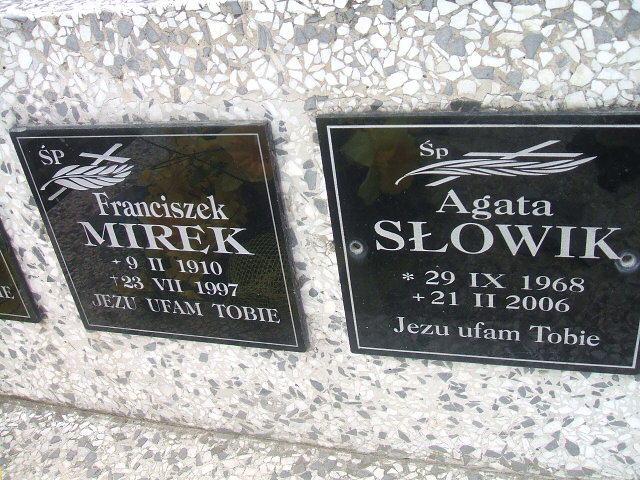 ŚP
Franciszek
MIREK
+ 9 II 1910
+ 23 VII 1997
JEZU UFAM TOBIE
ŚP
Agata
SŁOWIK
* 29 IX 1968
+ 21 II 2006
Jezu ufam Tobie